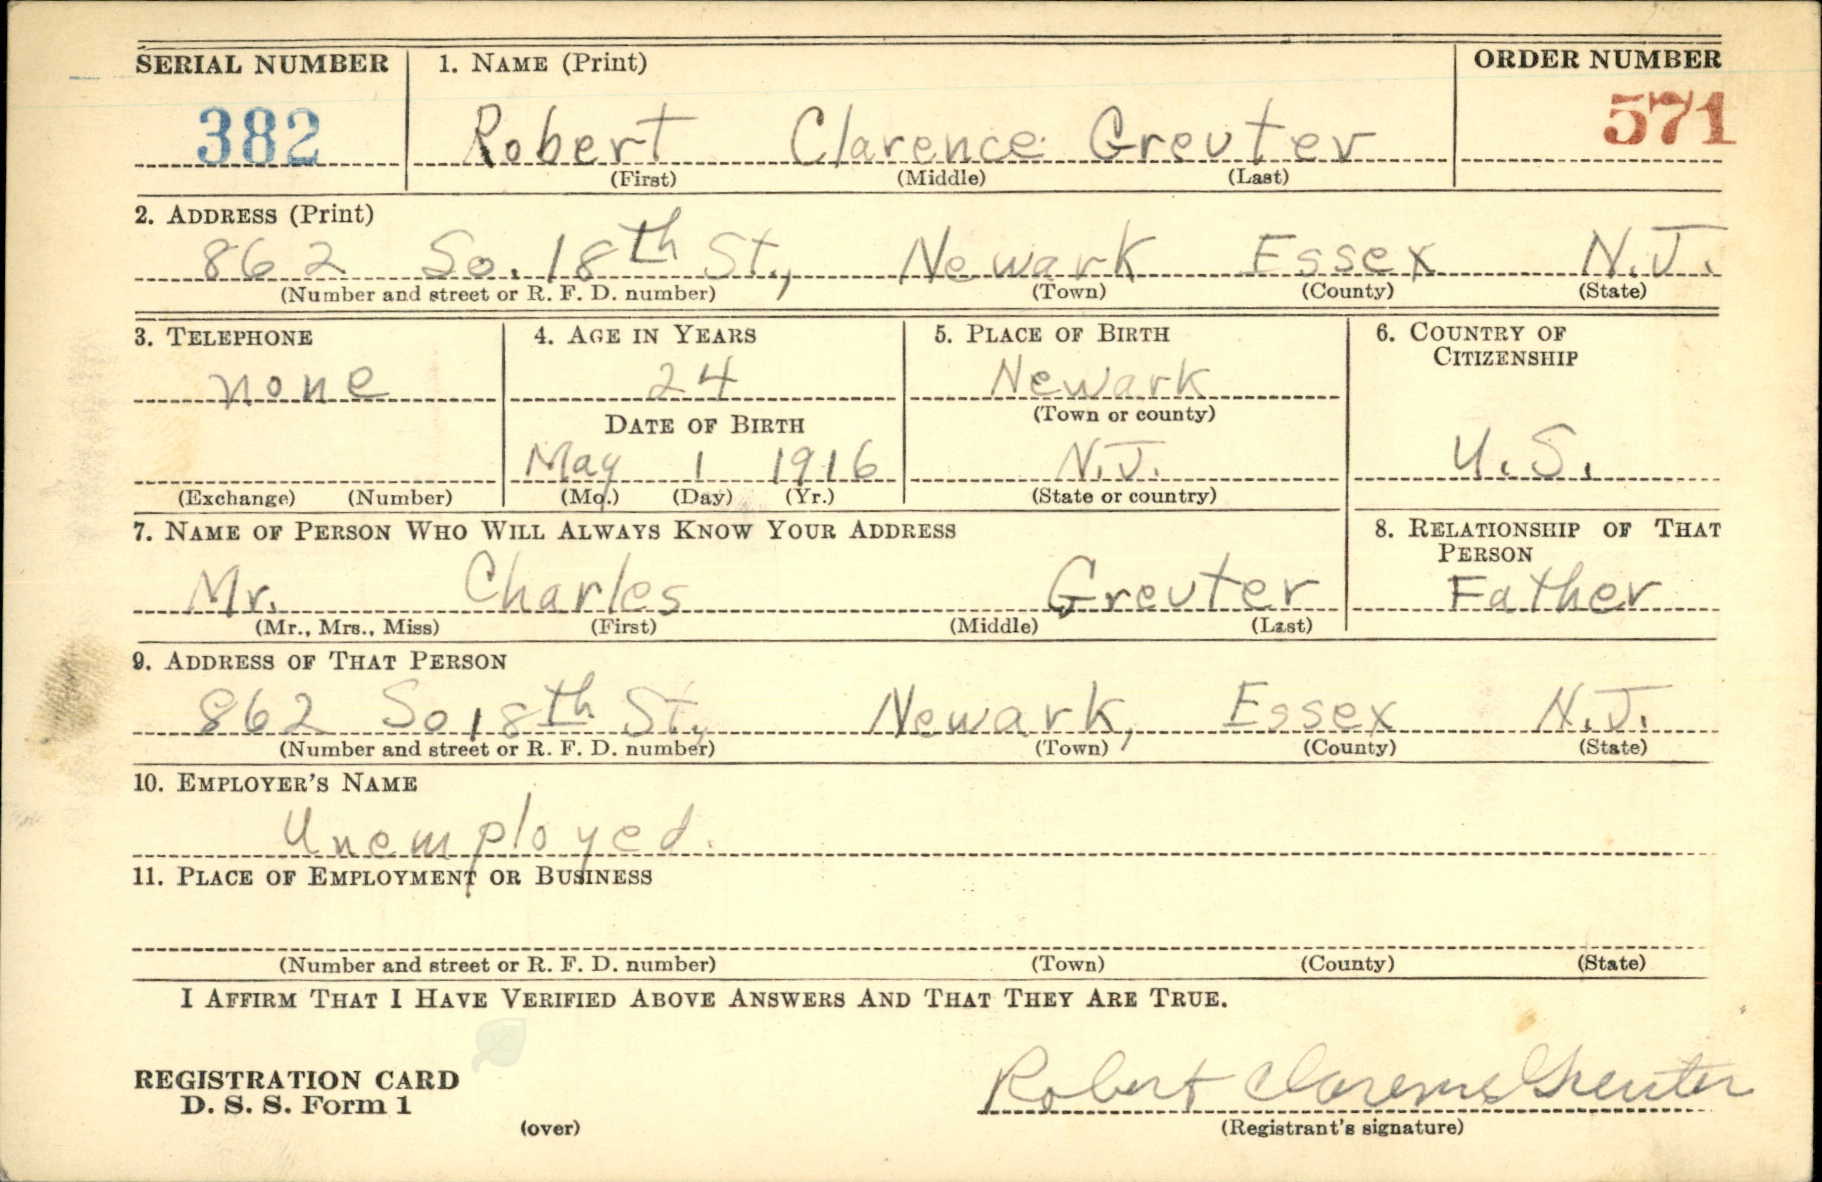 SERIAL NUMBER 1. NAME (Print) ORDER NUMBER
382 Robert Clarence Greuter 571
(First) (Middle) (Last)
2. ADDRESS (Print)
862 So. 18th St., Newark Essex N.J.
(Number and street or R. F. D. number) (Town) (County) (State)
3. TELEPHONE 4. AGE IN YEARS 5. PLACE OF BIRTH 6. COUNTRY OF
CITIZENSHIP
none 24 Newark
(Town or county)
DATE OF BIRTH
May 1 1916 N.J. U.S.
(Exchange) (Number) (Mo.) (Day) (Yr.) (State or country)
7. NAME OF PERSON WHO WILL ALWAYS KNOW YOUR ADDRESS 8. RELATIONSHIP OF THAT
PERSON
Mr. Charles Greuter Father
(Mr., Mrs., Miss) (First) (Middle) (Last)
9. ADDRESS OF THAT PERSON
862 So 18th St., Newark, Essex N.J.
(Number and street or R. F. D. number) (Town) (County) (State)
10. EMPLOYER'S NAME
Unemployed.
11. PLACE OF EMPLOYMENT OR BUSINESS
(Number and street or R. F. D. number) (Town) (County) (State)
I AFFIRM THAT I HAVE VERIFIED ABOVE ANSWERS AND THAT THEY ARE TRUE.
REGISTRATION CARD
D. S. S. Form 1 Robert Clarence Greuter
(over) (Registrant's signature)